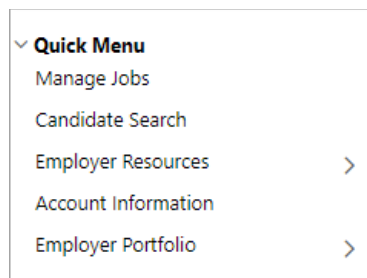 Quick Menu
Manage Jobs
Candidate Search
Employer Resources
Account Information
Employer Portfolio